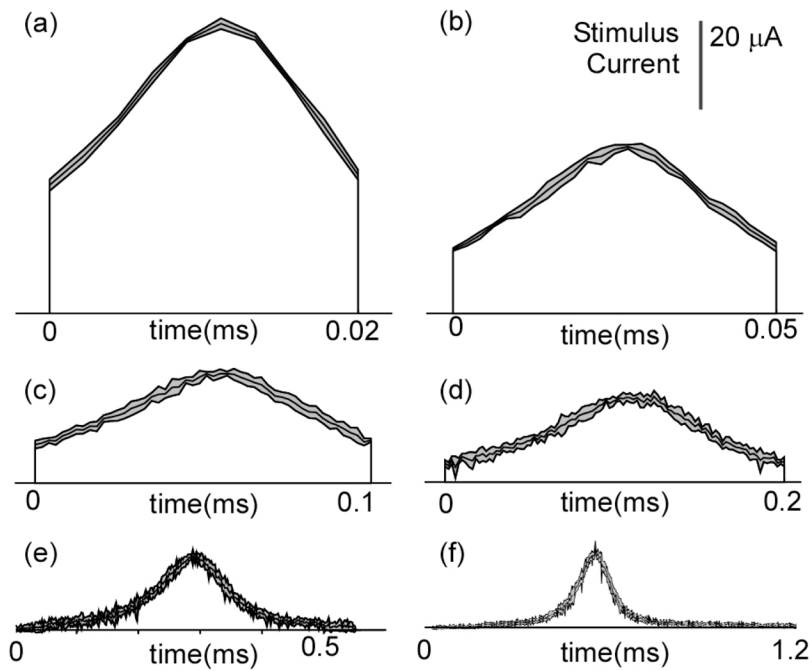 (a)
(b)
Stimulus
Current
20 μA
0
time(ms)
0.02
0
time(ms)
0.05
(c)
(d)
0
time(ms)
0.1
0
time(ms)
0.2
(e)
(f)
0
time(ms)
0.5
0
time(ms)
1.2